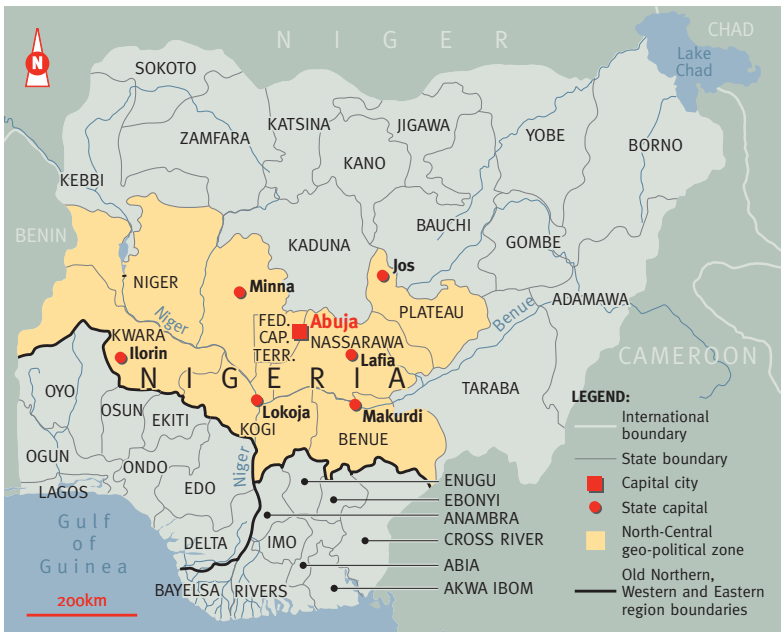 N I G E R
CHAD
N
Lake
Chad
SOKOTO
KATSINA
JIGAWA
YOBE
ZAMFARA
BORNO
KANO
KEBBI
BAUCHI
BENIN
KADUNA
GOMBE
Jos
NIGER
Minna
ADAMAWA
PLATEAU
Benue
Niger
FED.
CAP.
TERR.
Abuja
NASSARAWA
KWARA
Ilorin
Lafia
CAMEROON
N I G E R I A
OYO
TARABA
OSUN
Lokoja
Makurdi
EKITI
KOGI
BENUE
OGUN
ONDO
Niger
EDO
LAGOS
ENUGU
EBONYI
ANAMBRA
CROSS RIVER
ABIA
AKWA IBOM
Gulf
of
Guinea
DELTA
IMO
BAYELSA
RIVERS
200km
LEGEND:
International
boundary
State boundary
Capital city
State capital
North-Central
geo-political zone
Old Northern,
Western and Eastern
region boundaries